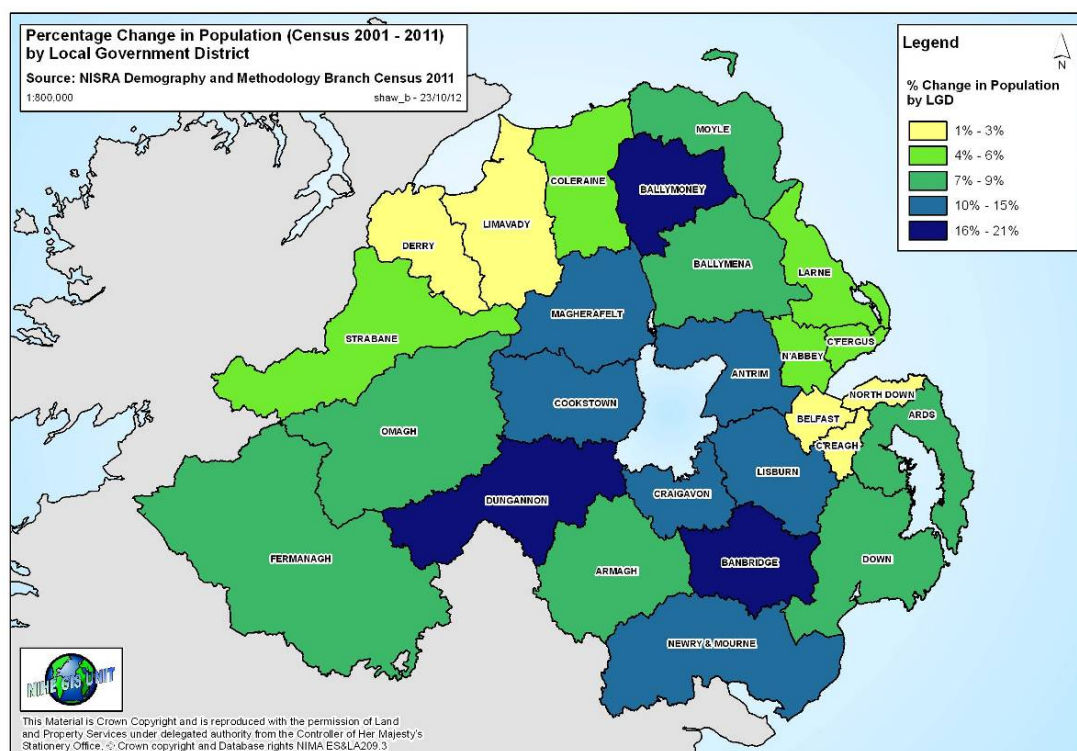 Percentage Change in Population (Census 2001 - 2011)
by Local Government District
Source: NISRA Demography and Methodology Branch Census 2011
1:800,000
shaw_b - 23/10/12
Legend
N
% Change in Population
by LGD
1% - 3%
4% - 6%
7% - 9%
10% - 15%
16% - 21%
MOYLE
COLERAINE
BALLYMONEY
LIMAVADY
DERRY
BALLYMENA
LARNE
MAGHERAFELT
STRABANE
C'FERGUS
N'ABBEY
ANTRIM
NORTH DOWN
COOKSTOWN
ARDS
BELFAST
OMAGH
C'REAGH
LISBURN
CRAIGAVON
DUNGANNON
FERMANAGH
BANBRIDGE
DOWN
ARMAGH
NEWRY & MOURNE
NIHE GIS UNIT
This Material is Crown Copyright and is reproduced with the permission of Land
and Property Services under delegated authority from the Controller of Her Majesty's
Stationery Office, © Crown copyright and Database rights NIMA ES&LA209.3